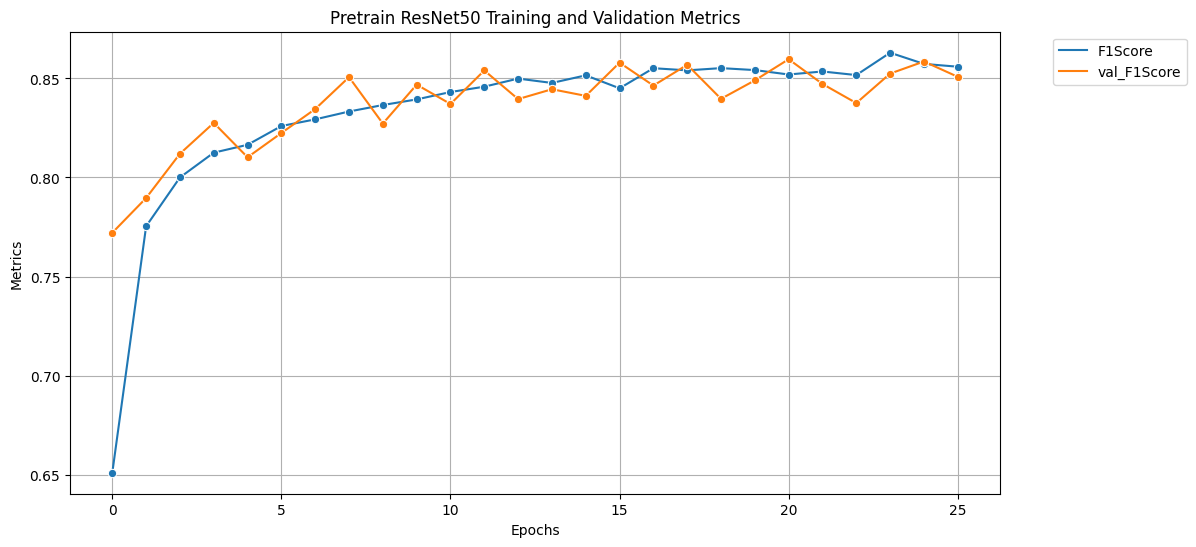 Pretrain ResNet50 Training and Validation Metrics
F1Score
val_F1Score
0.85
0.80
0.75
0.70
0.65
Metrics
0 5 10 15 20 25
Epochs